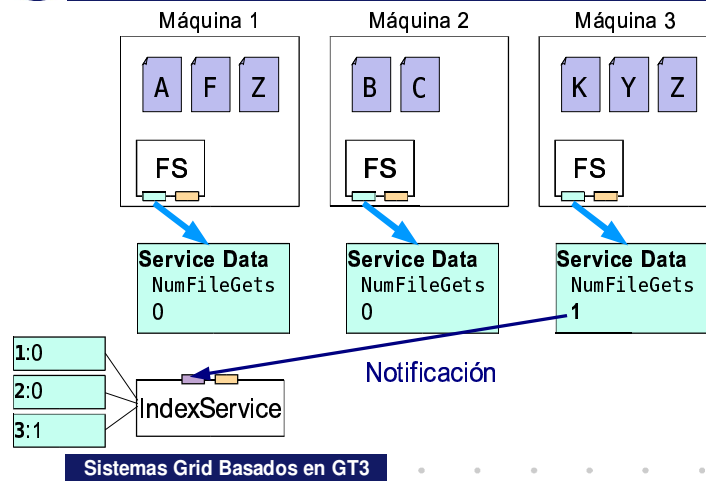 Máquina 1
Máquina 2
Máquina 3
A F Z
B C
K Y Z
FS
FS
FS
Service Data
NumFileGets
0
Service Data
NumFileGets
0
Service Data
NumFileGets
1
Notificación
1:0
2:0
3:1
IndexService
Sistemas Grid Basados en GT3